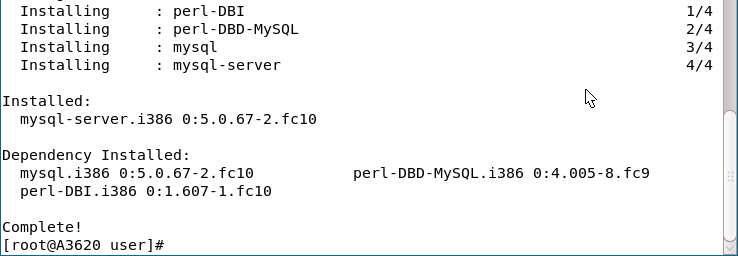 Installing     : perl-DBI                                                 1/4
Installing     : perl-DBD-MySQL                                           2/4
Installing     : mysql                                                    3/4
Installing     : mysql-server                                             4/4
Installed:
mysql-server.i386 0:5.0.67-2.fc10
Dependency Installed:
mysql.i386 0:5.0.67-2.fc10           perl-DBD-MySQL.i386 0:4.005-8.fc9
perl-DBI.i386 0:1.607-1.fc10
Complete!
[root@A3620 user]#